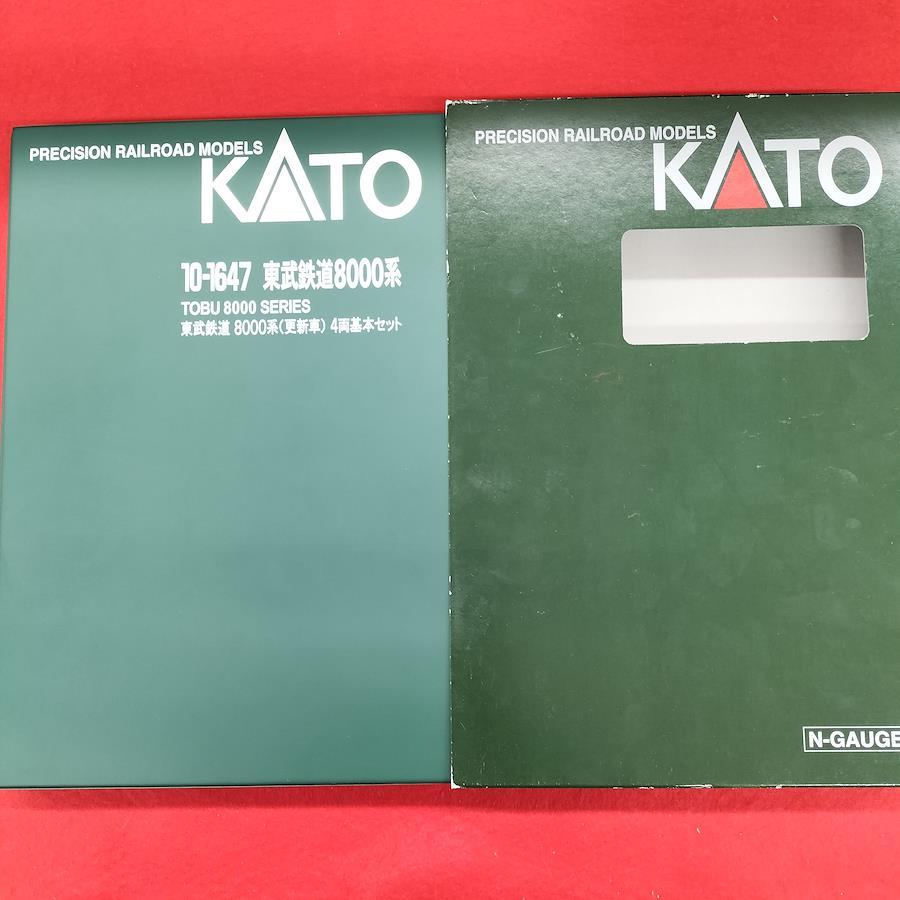 PRECISION RAILROAD MODELS
KATO
10-1647 東武鉄道8000系
TOBU 8000 SERIES
東武鉄道 8000系(更新車) 4両基本セット
PRECISION RAILROAD MODELS
KATO
N-GAUGE